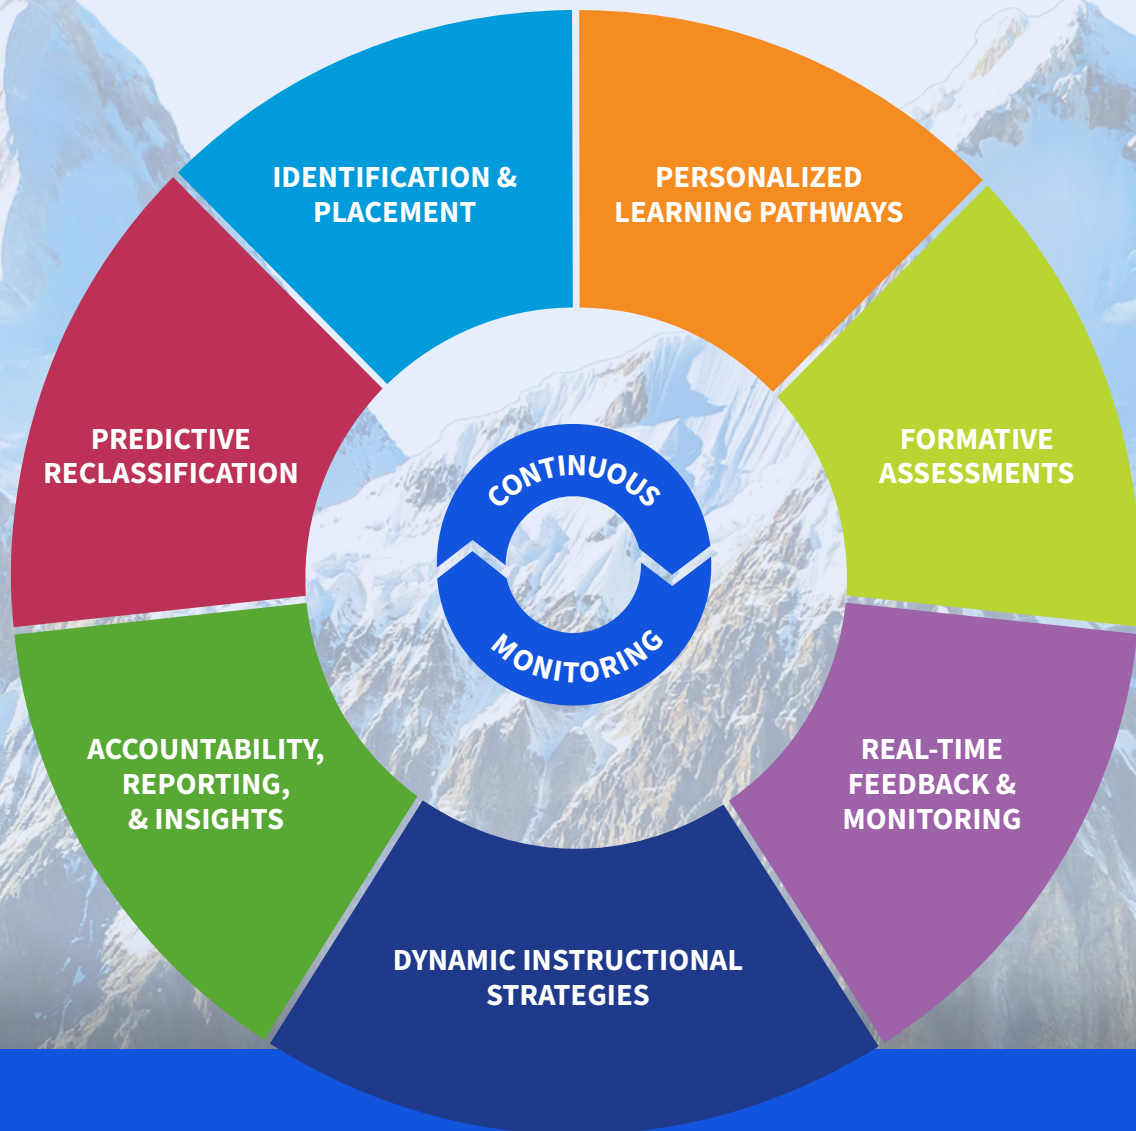 IDENTIFICATION &
PLACEMENT
PERSONALIZED
LEARNING PATHWAYS
FORMATIVE
ASSESSMENTS
REAL-TIME
FEEDBACK &
MONITORING
DYNAMIC INSTRUCTIONAL
STRATEGIES
ACCOUNTABILITY,
REPORTING,
& INSIGHTS
PREDICTIVE
RECLASSIFICATION
CONTINUOUS
MONITORING